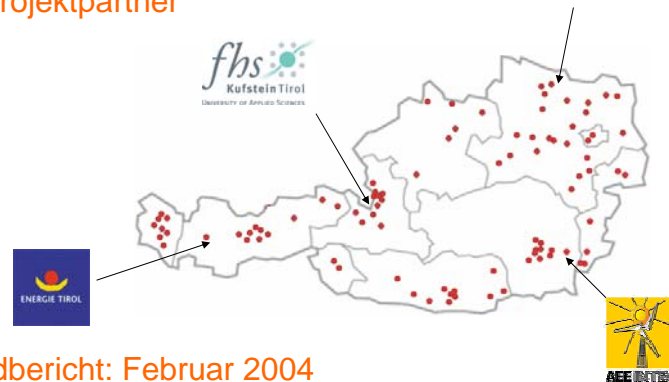 rojektpartner
fhs
Kufstein Tirol
University of Applied Sciences
ENERGIE TIROL
AEE INTEC
dbericht: Februar 2004